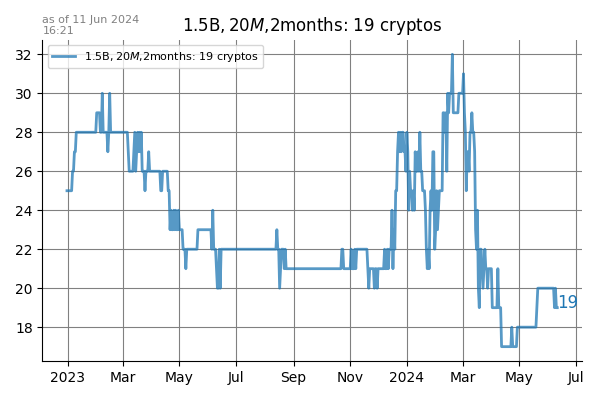 as of 11 Jun 2024
16:21
1.5B, 20M,2months: 19 cryptos
1.5B, 20M,2months: 19 cryptos
32
30
28
26
24
22
20
18
19
2023 Mar May Jul Sep Nov 2024 Mar May Jul